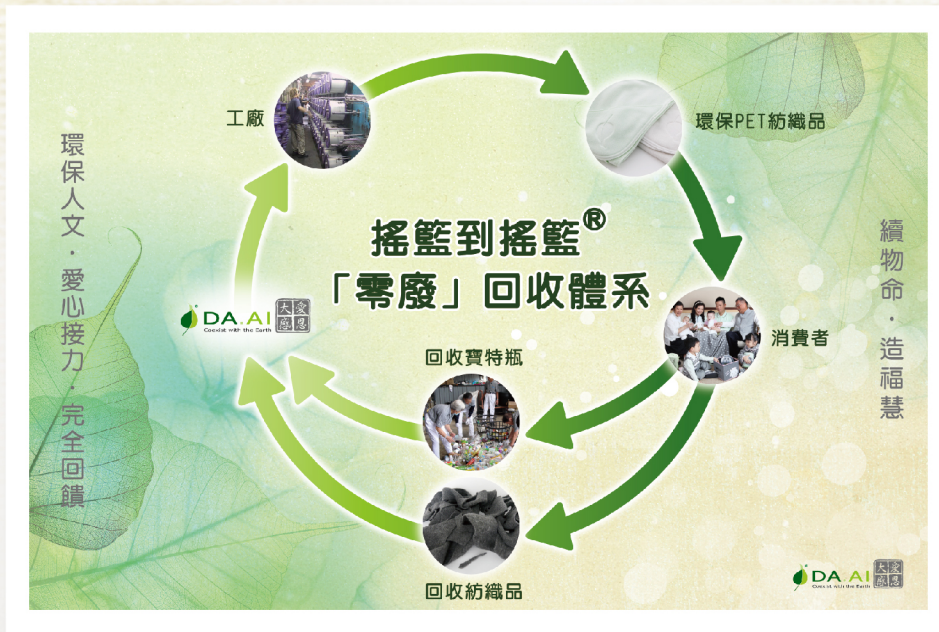 工廠
環保PET紡織品
環保人文．愛心接力．完全回饋
搖籃到搖籃®
「零廢」回收體系
續物命．造福慧
DA.AI
Coexist with the Earth
大愛
感恩
消費者
回收寶特瓶
回收紡織品
DA.AI
Coexist with the Earth
大愛
感恩